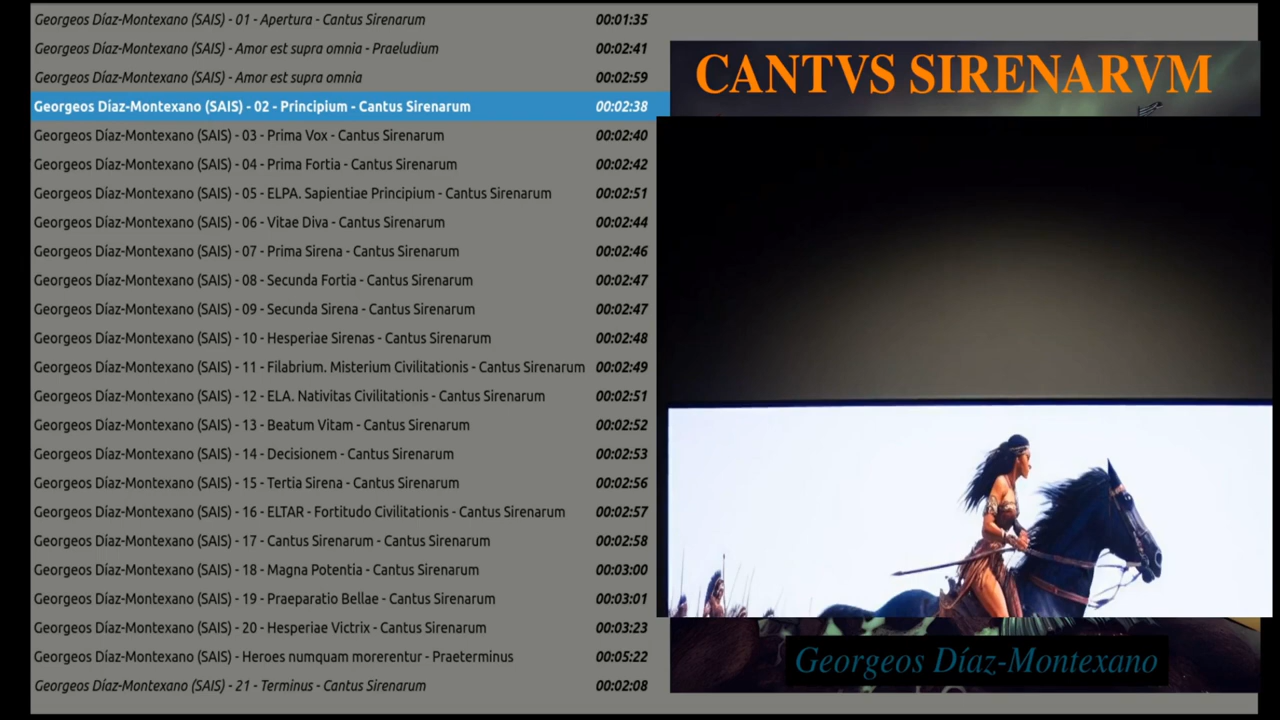 Georgeos Díaz-Montexano (SAIS) - 01 - Apertura - Cantus Sirenarum 00:01:35
Georgeos Díaz-Montexano (SAIS) - Amor est supra omnia - Praeludium 00:02:41
Georgeos Díaz-Montexano (SAIS) - Amor est supra omnia 00:02:59
Georgeos Díaz-Montexano (SAIS) - 02 - Principium - Cantus Sirenarum 00:02:38
Georgeos Díaz-Montexano (SAIS) - 03 - Prima Vox - Cantus Sirenarum 00:02:40
Georgeos Díaz-Montexano (SAIS) - 04 - Prima Fortia - Cantus Sirenarum 00:02:42
Georgeos Díaz-Montexano (SAIS) - 05 - ELPA. Sapientiae Principium - Cantus Sirenarum 00:02:51
Georgeos Díaz-Montexano (SAIS) - 06 - Vitae Diva - Cantus Sirenarum 00:02:44
Georgeos Díaz-Montexano (SAIS) - 07 - Prima Sirena - Cantus Sirenarum 00:02:46
Georgeos Díaz-Montexano (SAIS) - 08 - Secunda Fortia - Cantus Sirenarum 00:02:47
Georgeos Díaz-Montexano (SAIS) - 09 - Secunda Sirena - Cantus Sirenarum 00:02:47
Georgeos Díaz-Montexano (SAIS) - 10 - Hesperiae Sirenas - Cantus Sirenarum 00:02:48
Georgeos Díaz-Montexano (SAIS) - 11 - Filabrium. Misterium Civilitationis - Cantus Sirenarum 00:02:49
Georgeos Díaz-Montexano (SAIS) - 12 - ELA. Nativitas Civilitationis - Cantus Sirenarum 00:02:51
Georgeos Díaz-Montexano (SAIS) - 13 - Beatum Vitam - Cantus Sirenarum 00:02:52
Georgeos Díaz-Montexano (SAIS) - 14 - Decisionem - Cantus Sirenarum 00:02:53
Georgeos Díaz-Montexano (SAIS) - 15 - Tertia Sirena - Cantus Sirenarum 00:02:56
Georgeos Díaz-Montexano (SAIS) - 16 - ELTAR - Fortitudo Civilitationis - Cantus Sirenarum 00:02:57
Georgeos Díaz-Montexano (SAIS) - 17 - Cantus Sirenarum - Cantus Sirenarum 00:02:58
Georgeos Díaz-Montexano (SAIS) - 18 - Magna Potentia - Cantus Sirenarum 00:03:00
Georgeos Díaz-Montexano (SAIS) - 19 - Praeparatio Bellae - Cantus Sirenarum 00:03:01
Georgeos Díaz-Montexano (SAIS) - 20 - Hesperiae Victrix - Cantus Sirenarum 00:03:23
Georgeos Díaz-Montexano (SAIS) - Heroes numquam morerentur - Praeterminus 00:05:22
Georgeos Díaz-Montexano (SAIS) - 21 - Terminus - Cantus Sirenarum 00:02:08
CANTVS SIRENARVM
Georgeos Díaz-Montexano